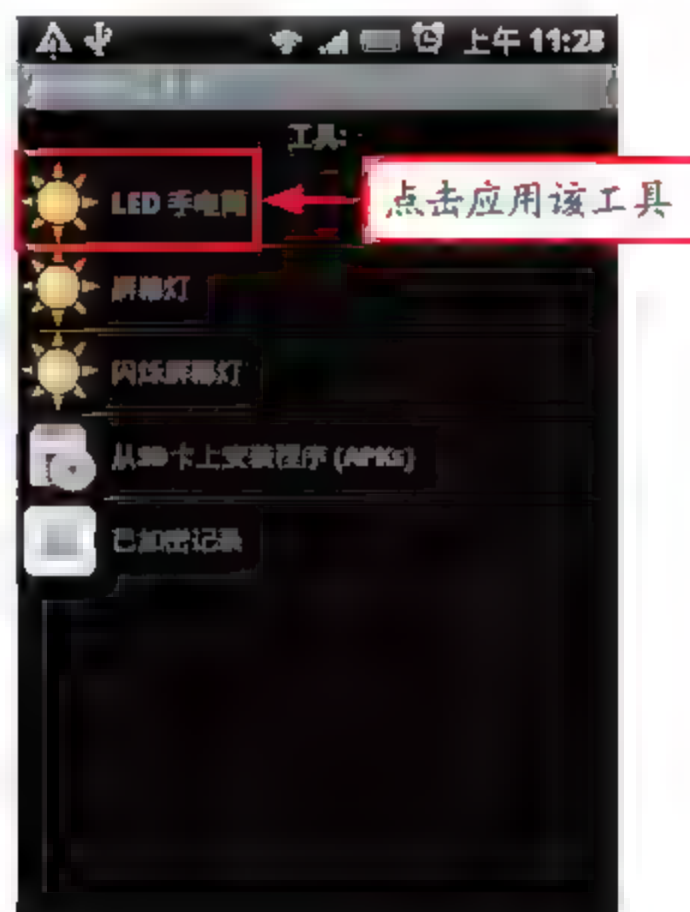 上午 11:28
工具:
LED 手电筒
点击应用该工具
屏幕灯
闪烁屏幕灯
从SD卡上安装程序 (APKs)
已加密记录